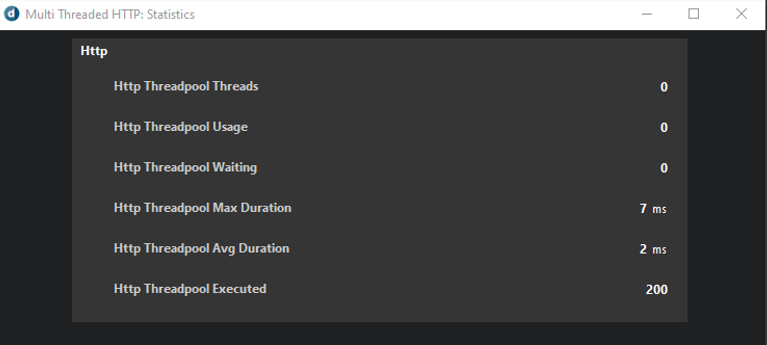 d Multi Threaded HTTP: Statistics
Http
Http Threadpool Threads 0
Http Threadpool Usage 0
Http Threadpool Waiting 0
Http Threadpool Max Duration 7 ms
Http Threadpool Avg Duration 2 ms
Http Threadpool Executed 200